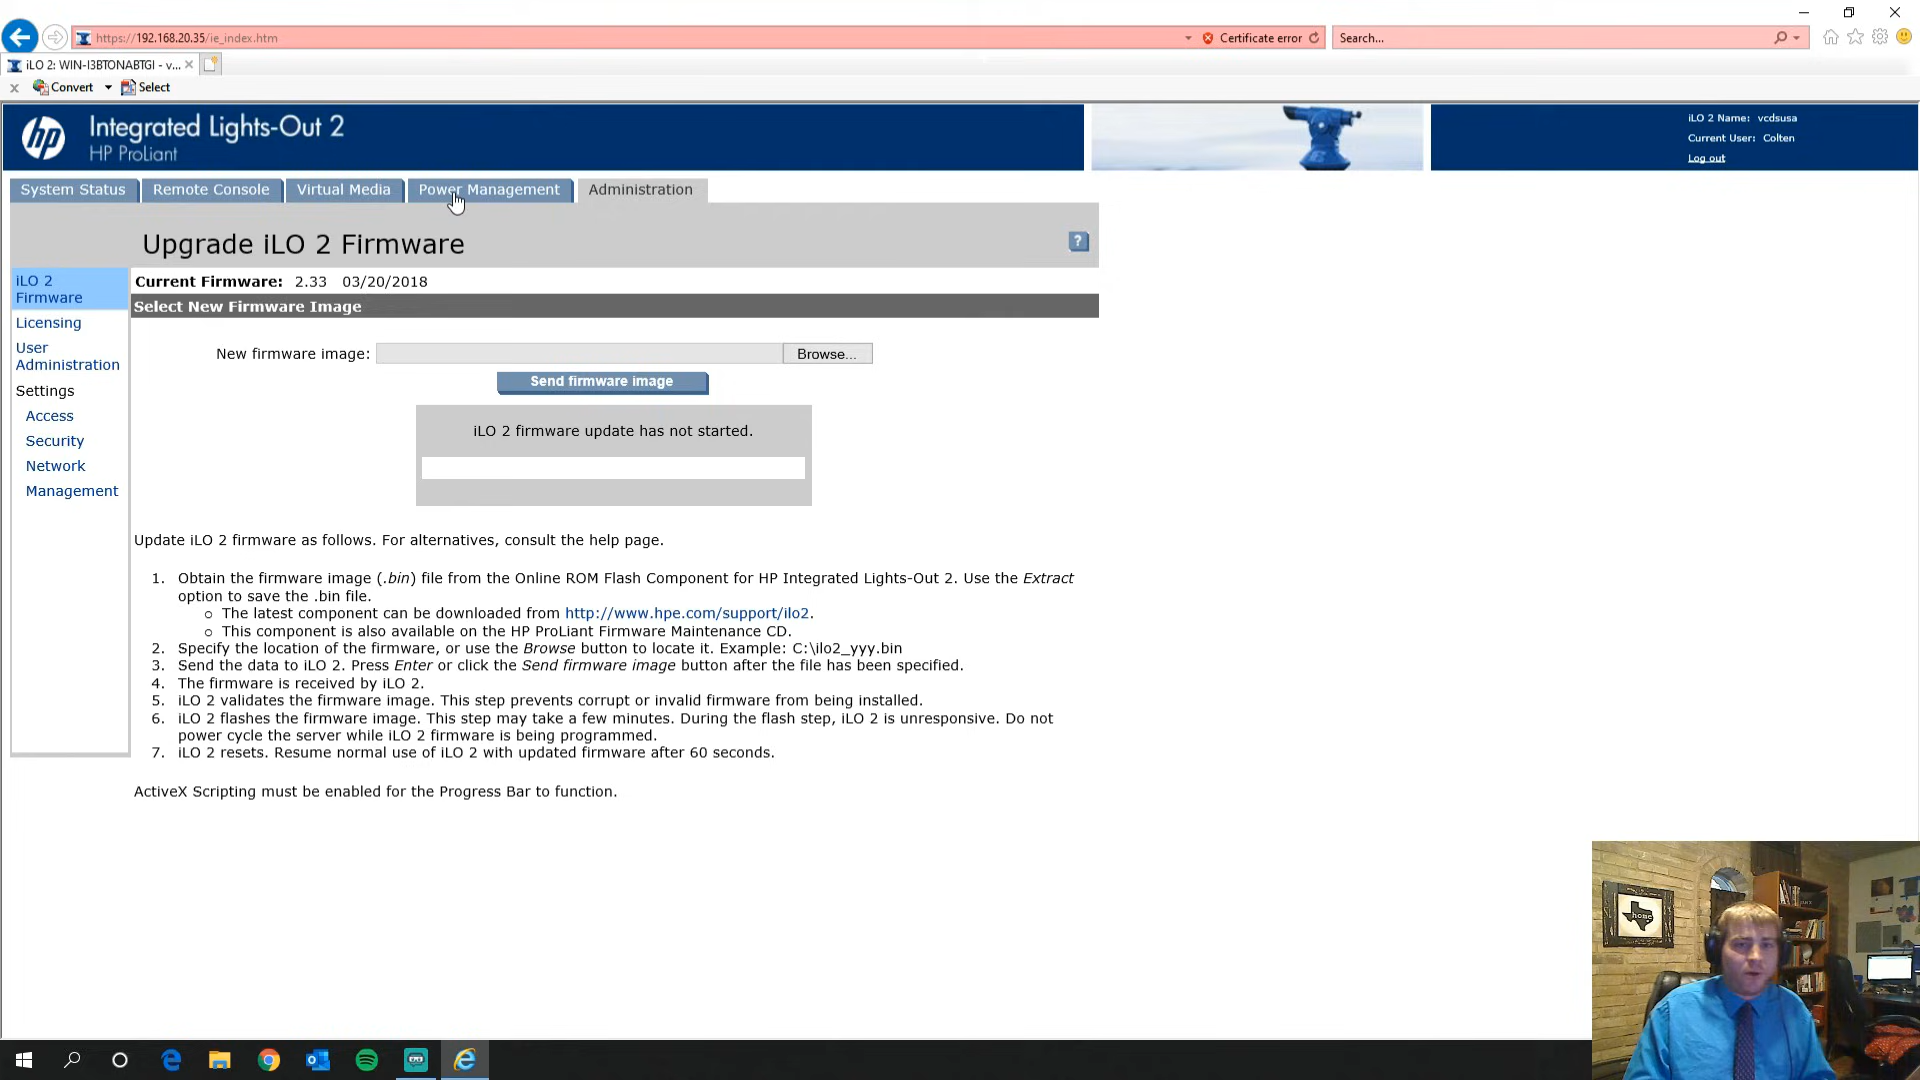 https://192.168.20.35/ie_index.htm
Certificate error
Search...
iLO 2: WIN-I3BTONABTGI - v...
x Convert Select
hp
Integrated Lights-Out 2
HP ProLiant
iLO 2 Name: vcdsusa
Current User: Colten
Log out
System Status Remote Console Virtual Media Power Management Administration
Upgrade iLO 2 Firmware
?
iLO 2
Firmware
Licensing
User
Administration
Settings
Access
Security
Network
Management
Current Firmware: 2.33 03/20/2018
Select New Firmware Image
New firmware image: Browse...
Send firmware image
iLO 2 firmware update has not started.
Update iLO 2 firmware as follows. For alternatives, consult the help page.
1. Obtain the firmware image (.bin) file from the Online ROM Flash Component for HP Integrated Lights-Out 2. Use the Extract
option to save the .bin file.
o The latest component can be downloaded from http://www.hpe.com/support/ilo2.
o This component is also available on the HP ProLiant Firmware Maintenance CD.
2. Specify the location of the firmware, or use the Browse button to locate it. Example: C:\ilo2_yyy.bin
3. Send the data to iLO 2. Press Enter or click the Send firmware image button after the file has been specified.
4. The firmware is received by iLO 2.
5. iLO 2 validates the firmware image. This step prevents corrupt or invalid firmware from being installed.
6. iLO 2 flashes the firmware image. This step may take a few minutes. During the flash step, iLO 2 is unresponsive. Do not
power cycle the server while iLO 2 firmware is being programmed.
7. iLO 2 resets. Resume normal use of iLO 2 with updated firmware after 60 seconds.
ActiveX Scripting must be enabled for the Progress Bar to function.
home